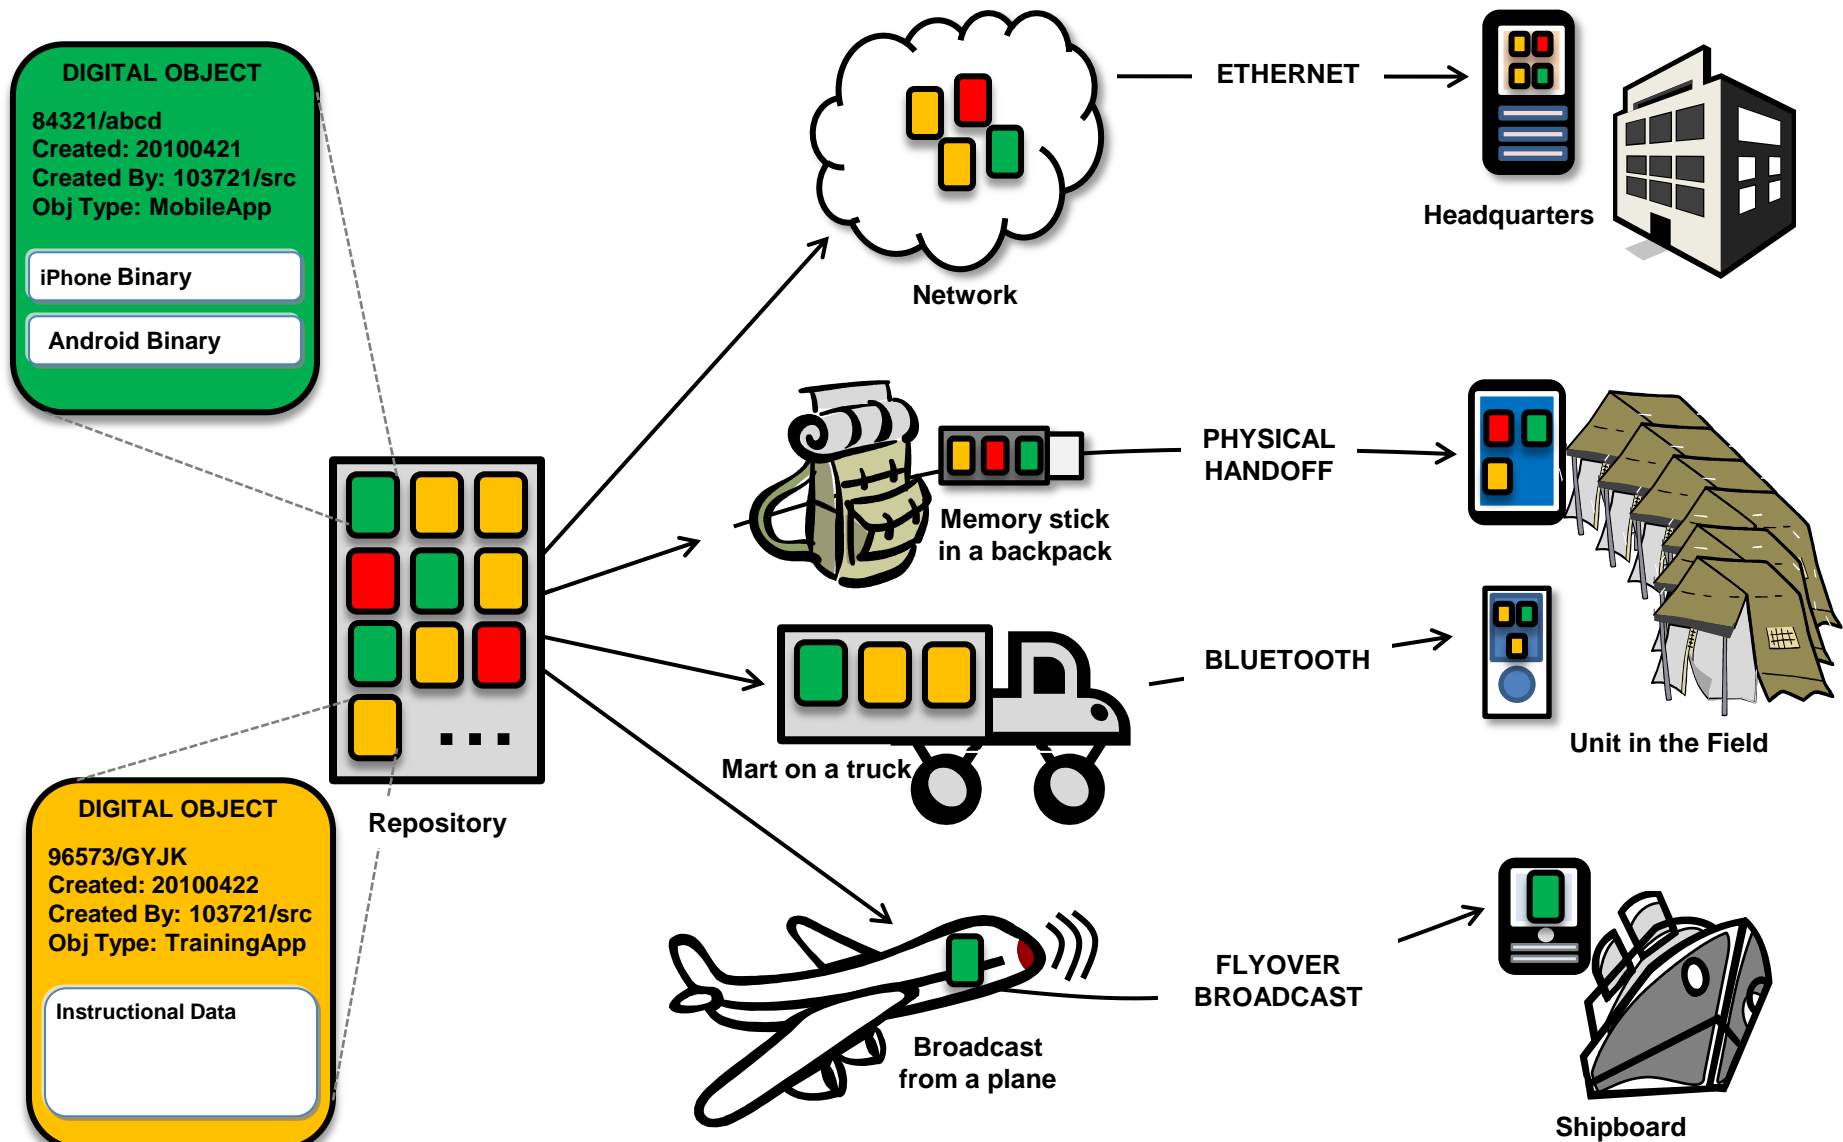 DIGITAL OBJECT
84321/abcd
Created: 20100421
Created By: 103721/src
Obj Type: MobileApp
iPhone Binary
Android Binary
DIGITAL OBJECT
96573/GYJK
Created: 20100422
Created By: 103721/src
Obj Type: TrainingApp
Instructional Data
Repository
...
Network
ETHERNET
Headquarters
Memory stick
in a backpack
PHYSICAL
HANDOFF
Mart on a truck
BLUETOOTH
Unit in the Field
Broadcast
from a plane
FLYOVER
BROADCAST
Shipboard